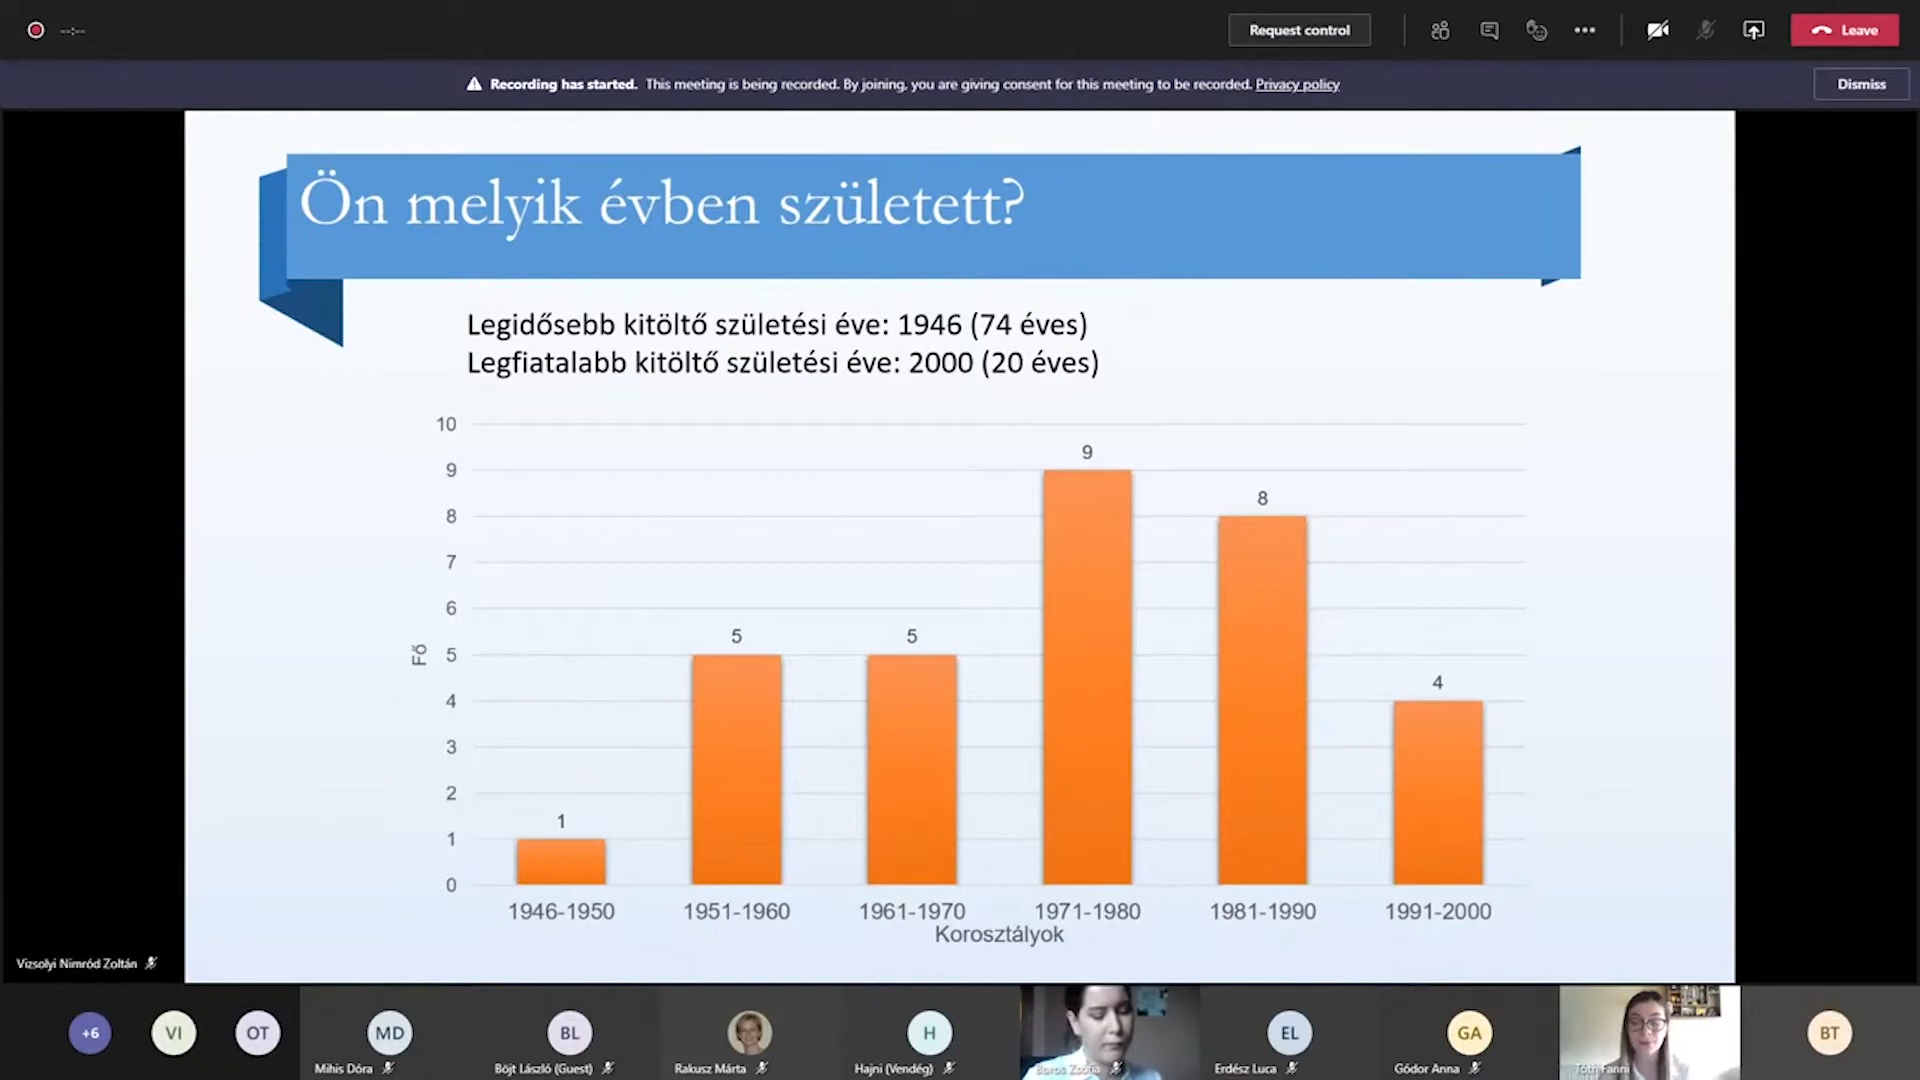 --:--
Request control
Leave
Recording has started. This meeting is being recorded. By joining, you are giving consent for this meeting to be recorded. Privacy policy
Dismiss
Ön melyik évben született?
Legidősebb kitöltő születési éve: 1946 (74 éves)
Legfiatalabb kitöltő születési éve: 2000 (20 éves)
10
9
8
7
6
5
4
3
2
1
0
Fő
1
5
5
9
8
4
1946-1950
1951-1960
1961-1970
1971-1980
1981-1990
1991-2000
Korosztályok
Vizsolyi Nimród Zoltán
+6
VI
OT
MD
BL
H
EL
GA
BT
Mihis Dóra
Böjt László (Guest)
Rakusz Márta
Hajni (Vendég)
Boros Zsófia
Erdész Luca
Gódor Anna
Tóth Fanni